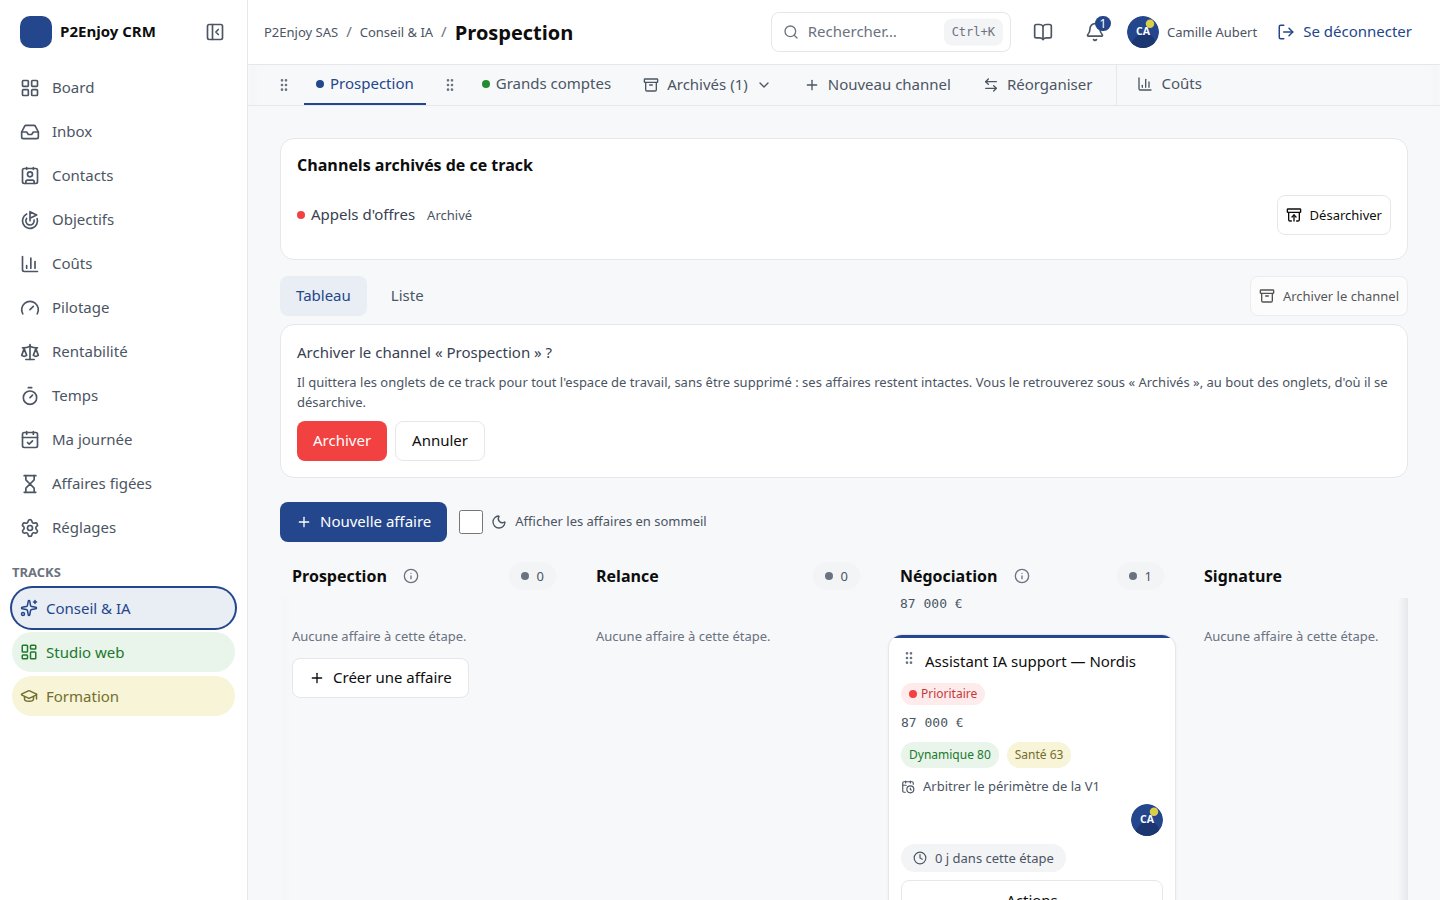 P2Enjoy CRM
Board
Inbox
Contacts
Objectifs
Coûts
Pilotage
Rentabilité
Temps
Ma journée
Affaires figées
Réglages
TRACKS
Conseil & IA
Studio web
Formation
P2Enjoy SAS / Conseil & IA / Prospection
Rechercher... Ctrl+K
1
CA Camille Aubert
Se déconnecter
Prospection
Grands comptes
Archivés (1)
Nouveau channel
Réorganiser
Coûts
Channels archivés de ce track
Appels d'offres Archivé
Désarchiver
Tableau
Liste
Archiver le channel
Archiver le channel « Prospection » ?
Il quittera les onglets de ce track pour tout l'espace de travail, sans être supprimé : ses affaires restent intactes. Vous le retrouverez sous « Archivés », au bout des onglets, d'où il se
désarchive.
Archiver
Annuler
Nouvelle affaire
Afficher les affaires en sommeil
Prospection 0
Aucune affaire à cette étape.
Créer une affaire
Relance 0
Aucune affaire à cette étape.
Négociation 1
87 000 €
Assistant IA support — Nordis
Prioritaire
87 000 €
Dynamique 80
Santé 63
Arbitrer le périmètre de la V1
CA
0 j dans cette étape
Actions
Signature
Aucune affaire à cette étape.